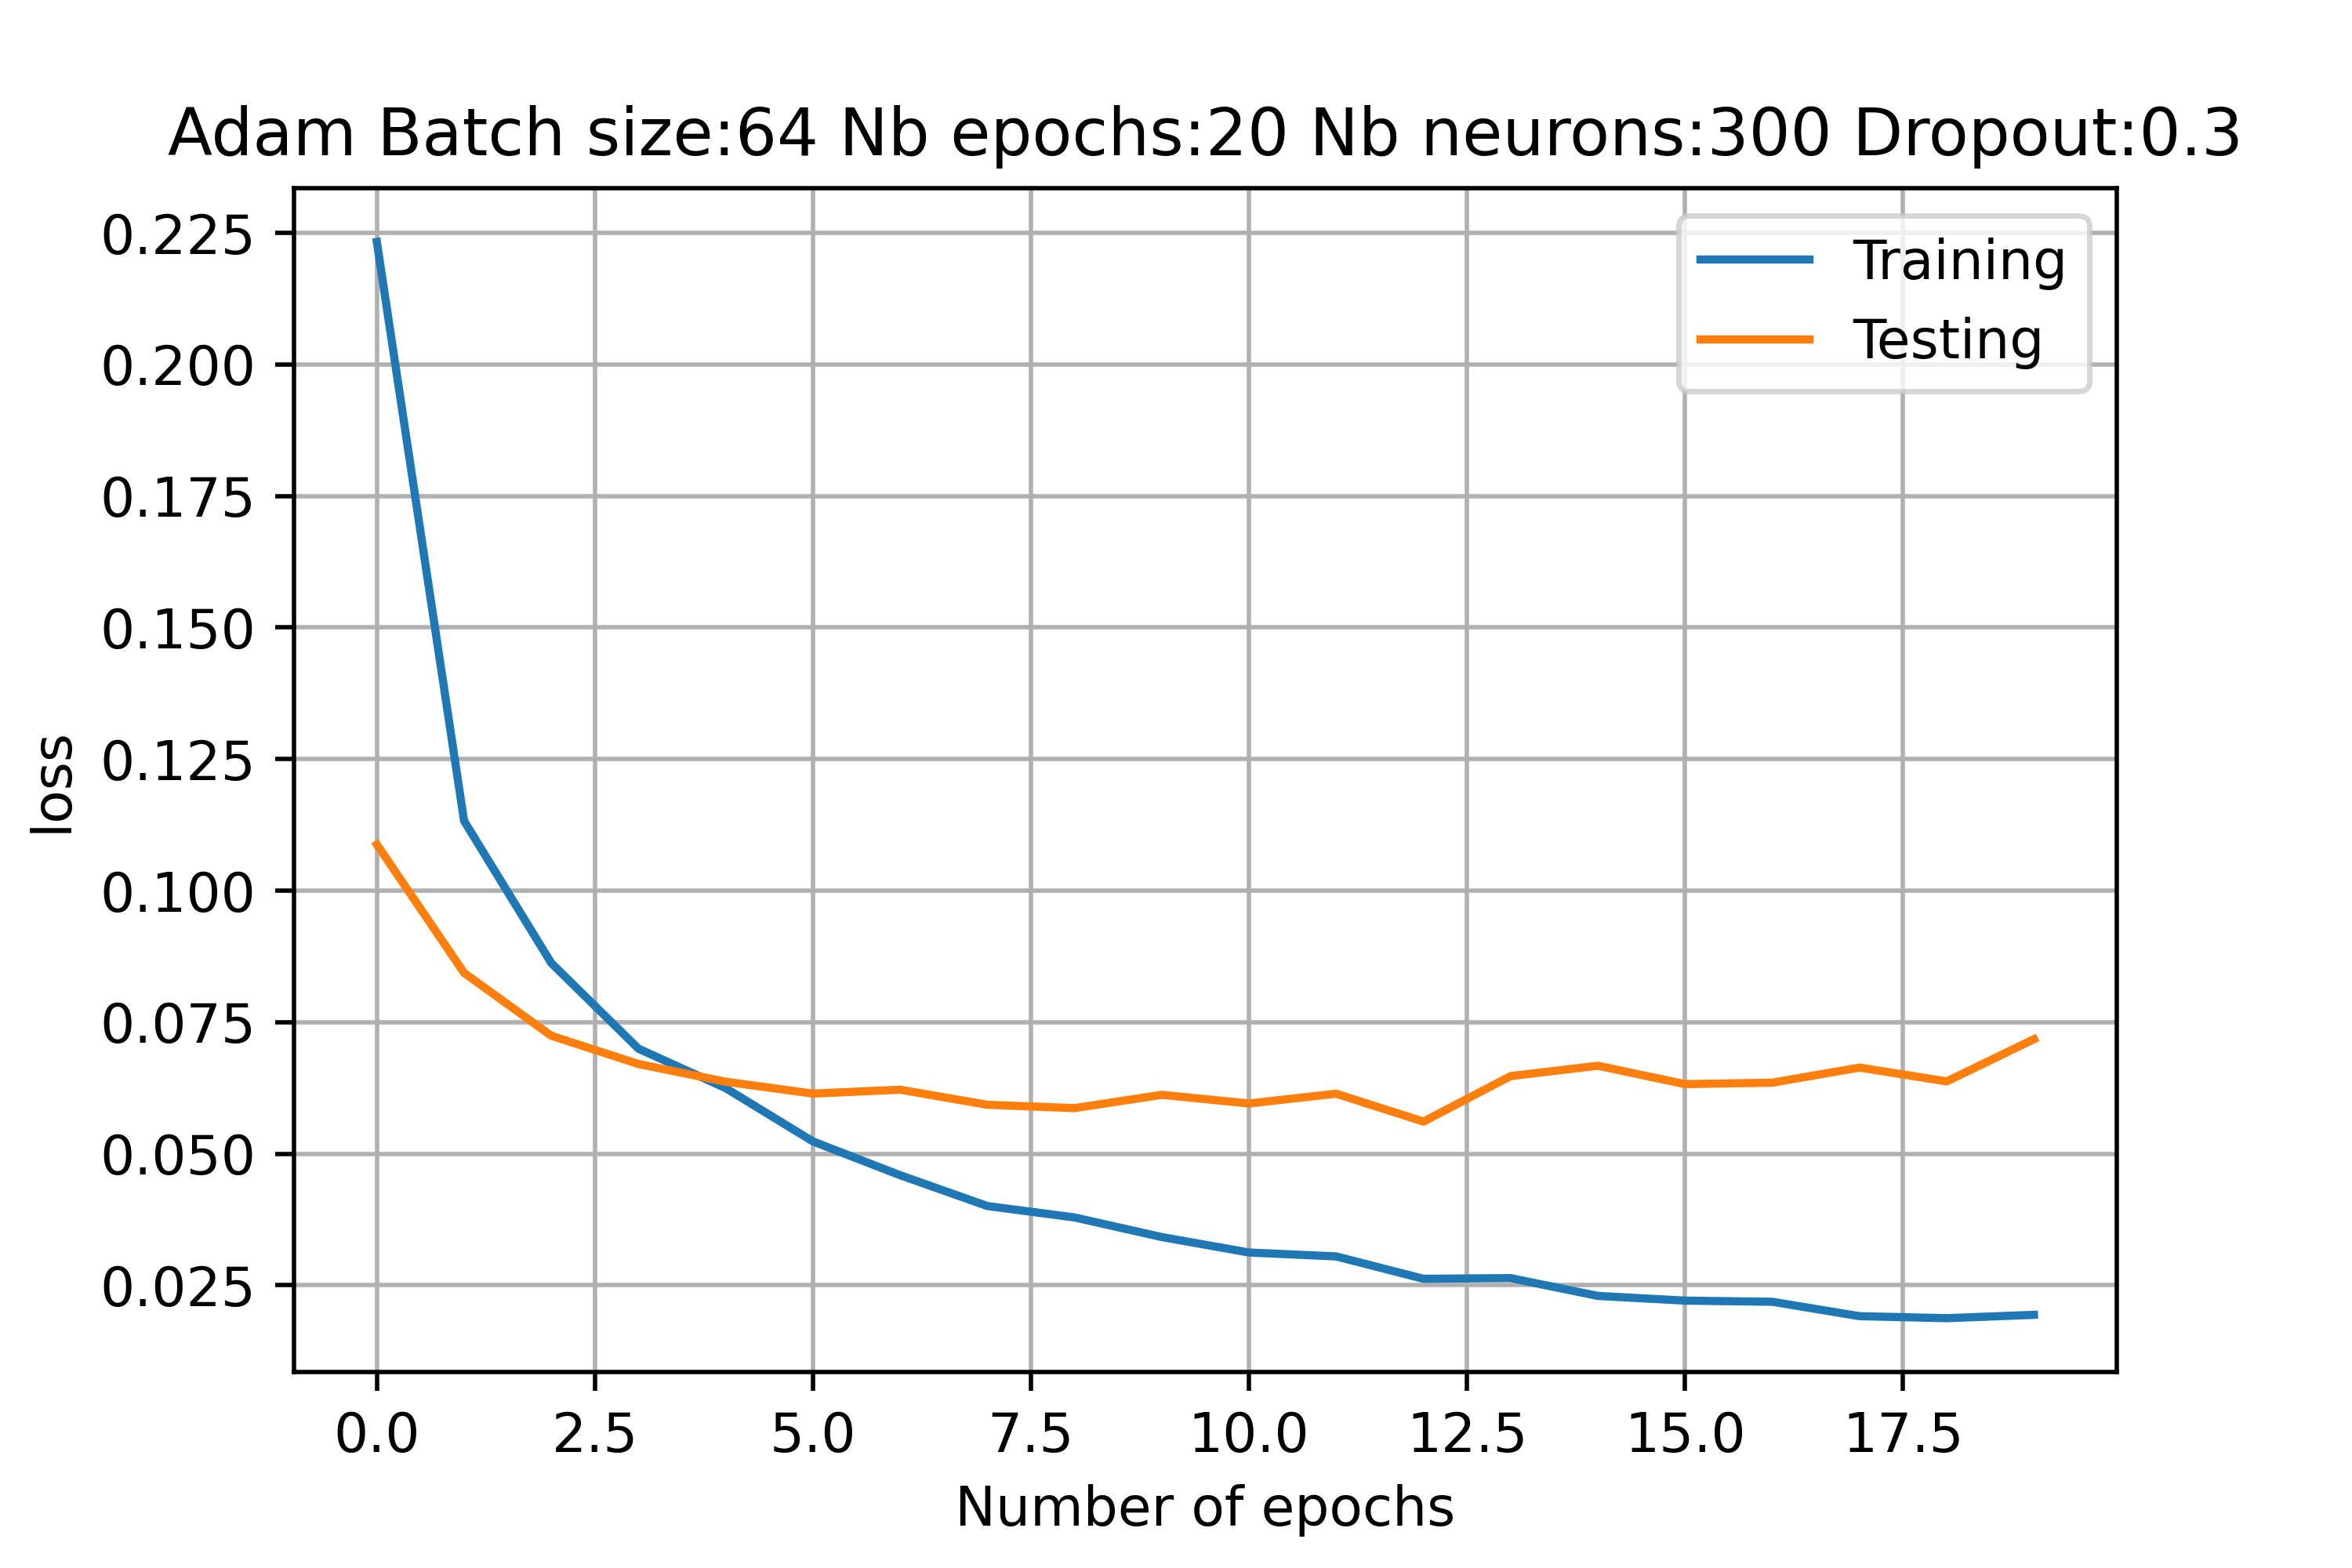 Adam Batch size:64 Nb epochs:20 Nb neurons:300 Dropout:0.3
0.225
0.200
0.175
0.150
0.125
0.100
0.075
0.050
0.025
loss
Training
Testing
0.0 2.5 5.0 7.5 10.0 12.5 15.0 17.5
Number of epochs